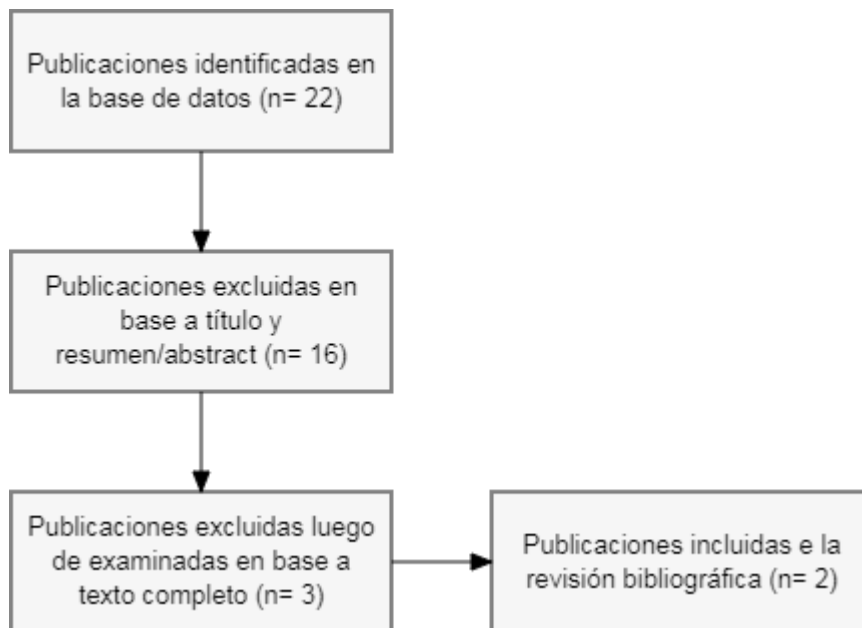 Publicaciones identificadas en
la base de datos (n= 22)
Publicaciones excluidas en
base a título y
resumen/abstract (n= 16)
Publicaciones excluidas luego
de examinadas en base a
texto completo (n= 3)
Publicaciones incluidas e la
revisión bibliográfica (n= 2)